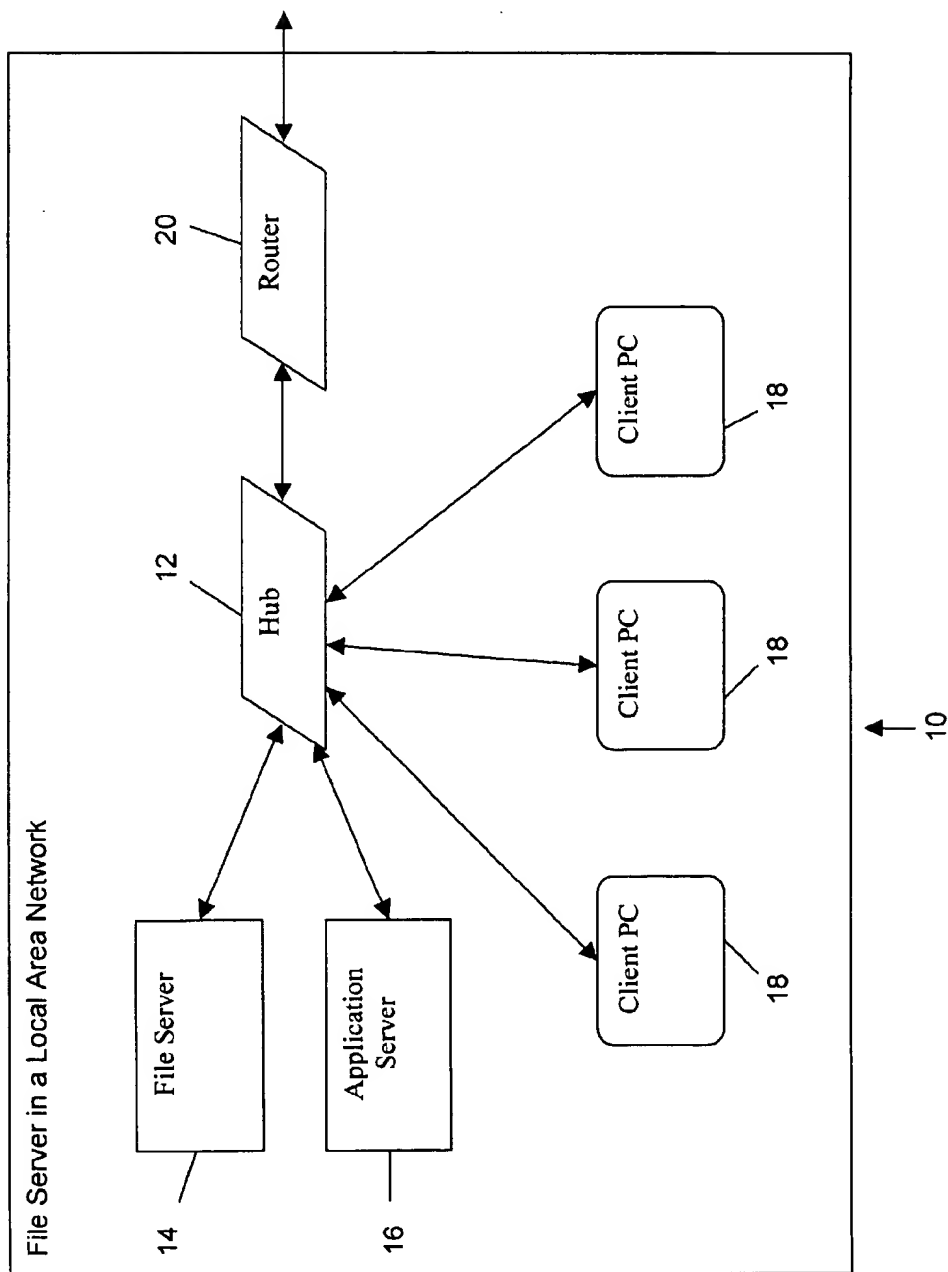 File Server in a Local Area Network
14
File Server
16
Application
Server
12
Hub
20
Router
Client PC
18
Client PC
18
Client PC
18
10